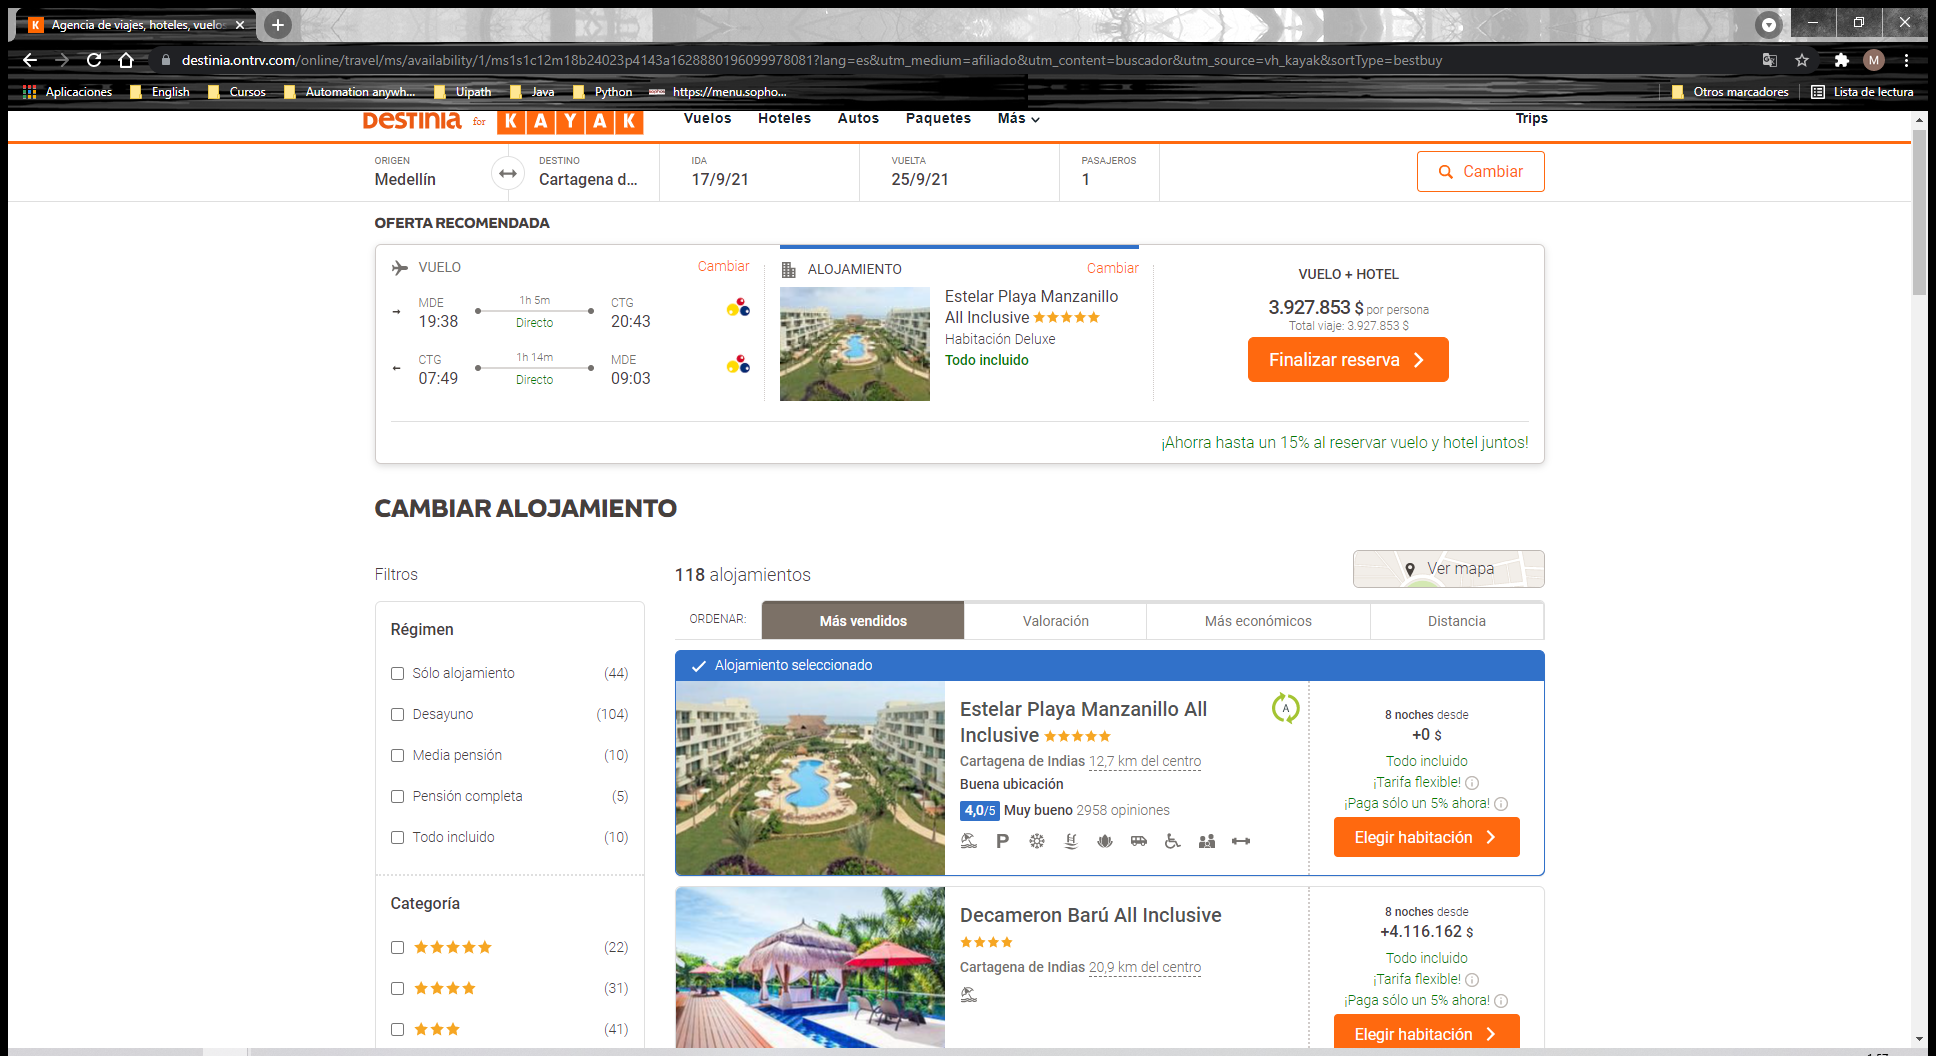 Agencia de viajes, hoteles, vuelos
destinia.ontrv.com/online/travel/ms/availability/1/ms1s1c12m18b24023p4143a1628880196099978081?lang=es&utm_medium=afiliado&utm_content=buscador&utm_source=vh_kayak&sortType=bestbuy
M
Aplicaciones English Cursos Automation anywh... Uipath Java Python https://menu.sopho... Otros marcadores Lista de lectura
DESTINIA for KAYAK Vuelos Hoteles Autos Paquetes Más Trips
ORIGEN DESTINO IDA VUELTA PASAJEROS
Medellín Cartagena d... 17/9/21 25/9/21 1 Cambiar
OFERTA RECOMENDADA
VUELO Cambiar
MDE 1h 5m CTG
19:38 Directo 20:43
CTG 1h 14m MDE
07:49 Directo 09:03
ALOJAMIENTO Cambiar
Estelar Playa Manzanillo
All Inclusive
Habitación Deluxe
Todo incluido
VUELO + HOTEL
3.927.853 $ por persona
Total viaje: 3.927.853 $
Finalizar reserva
¡Ahorra hasta un 15% al reservar vuelo y hotel juntos!
CAMBIAR ALOJAMIENTO
Filtros
Régimen
Sólo alojamiento (44)
Desayuno (104)
Media pensión (10)
Pensión completa (5)
Todo incluido (10)
Categoría
(22)
(31)
(41)
118 alojamientos
Ver mapa
ORDENAR: Más vendidos Valoración Más económicos Distancia
Alojamiento seleccionado
Estelar Playa Manzanillo All
Inclusive
A
Cartagena de Indias 12,7 km del centro
Buena ubicación
4,0/5 Muy bueno 2958 opiniones
P
8 noches desde
+0 $
Todo incluido
¡Tarifa flexible!
¡Paga sólo un 5% ahora!
Elegir habitación
Decameron Barú All Inclusive
Cartagena de Indias 20,9 km del centro
8 noches desde
+4.116.162 $
Todo incluido
¡Tarifa flexible!
¡Paga sólo un 5% ahora!
Elegir habitación